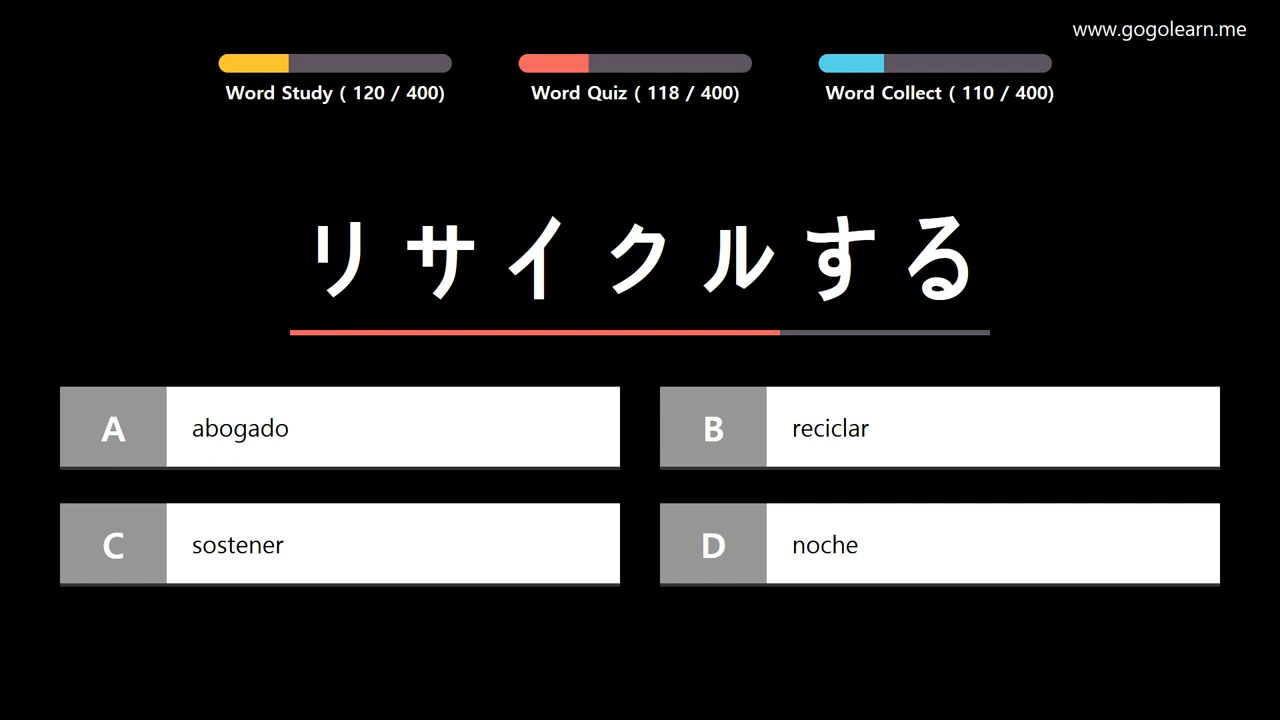 www.gogolearn.me
Word Study ( 120 / 400)
Word Quiz ( 118 / 400)
Word Collect ( 110 / 400)
リサイクルする
A abogado
B reciclar
C sostener
D noche